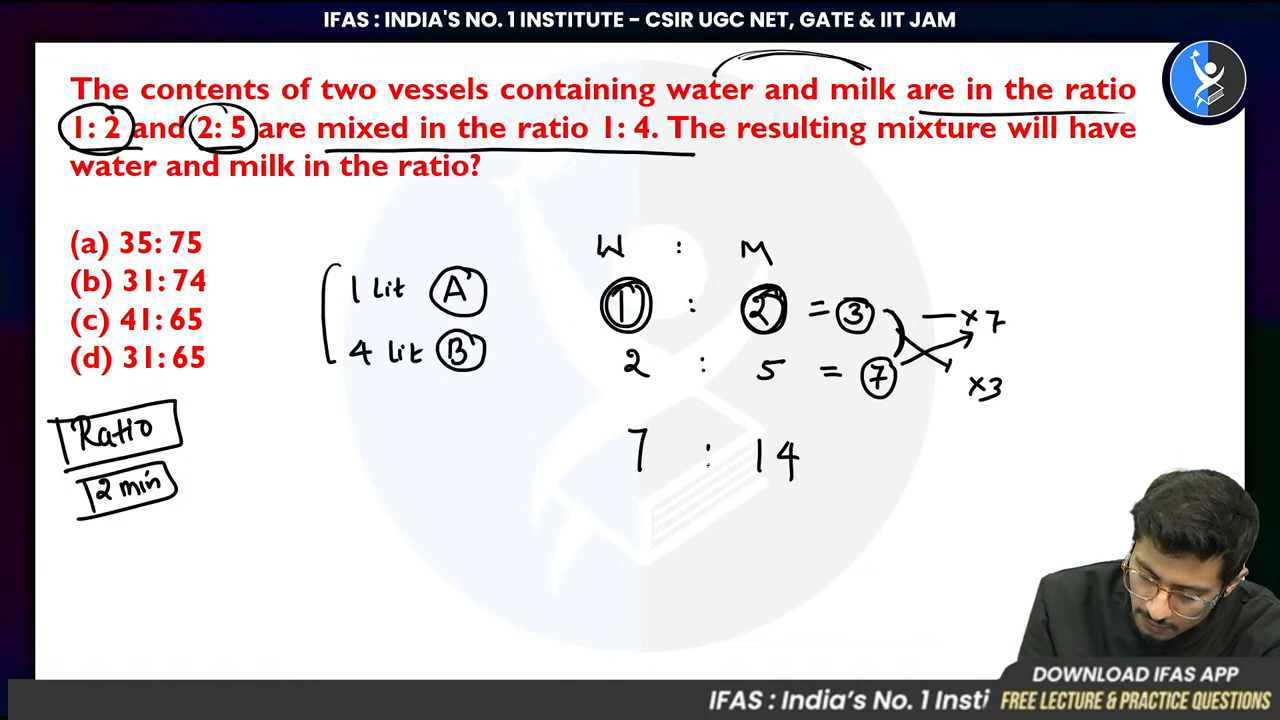 IFAS : INDIA'S NO. 1 INSTITUTE - CSIR UGC NET, GATE & IIT JAM
The contents of two vessels containing water and milk are in the ratio
1: 2 and 2: 5 are mixed in the ratio 1: 4. The resulting mixture will have
water and milk in the ratio?
(a) 35: 75
(b) 31: 74
(c) 41: 65
(d) 31: 65
Ratio
2 min
1 Lit A
4 lit B
W : M
1 : 2 = 3 x 7
2 : 5 = 7 x3
7 : 14
DOWNLOAD IFAS APP
IFAS : India's No. 1 Insti
FREE LECTURE & PRACTICE QUESTIONS